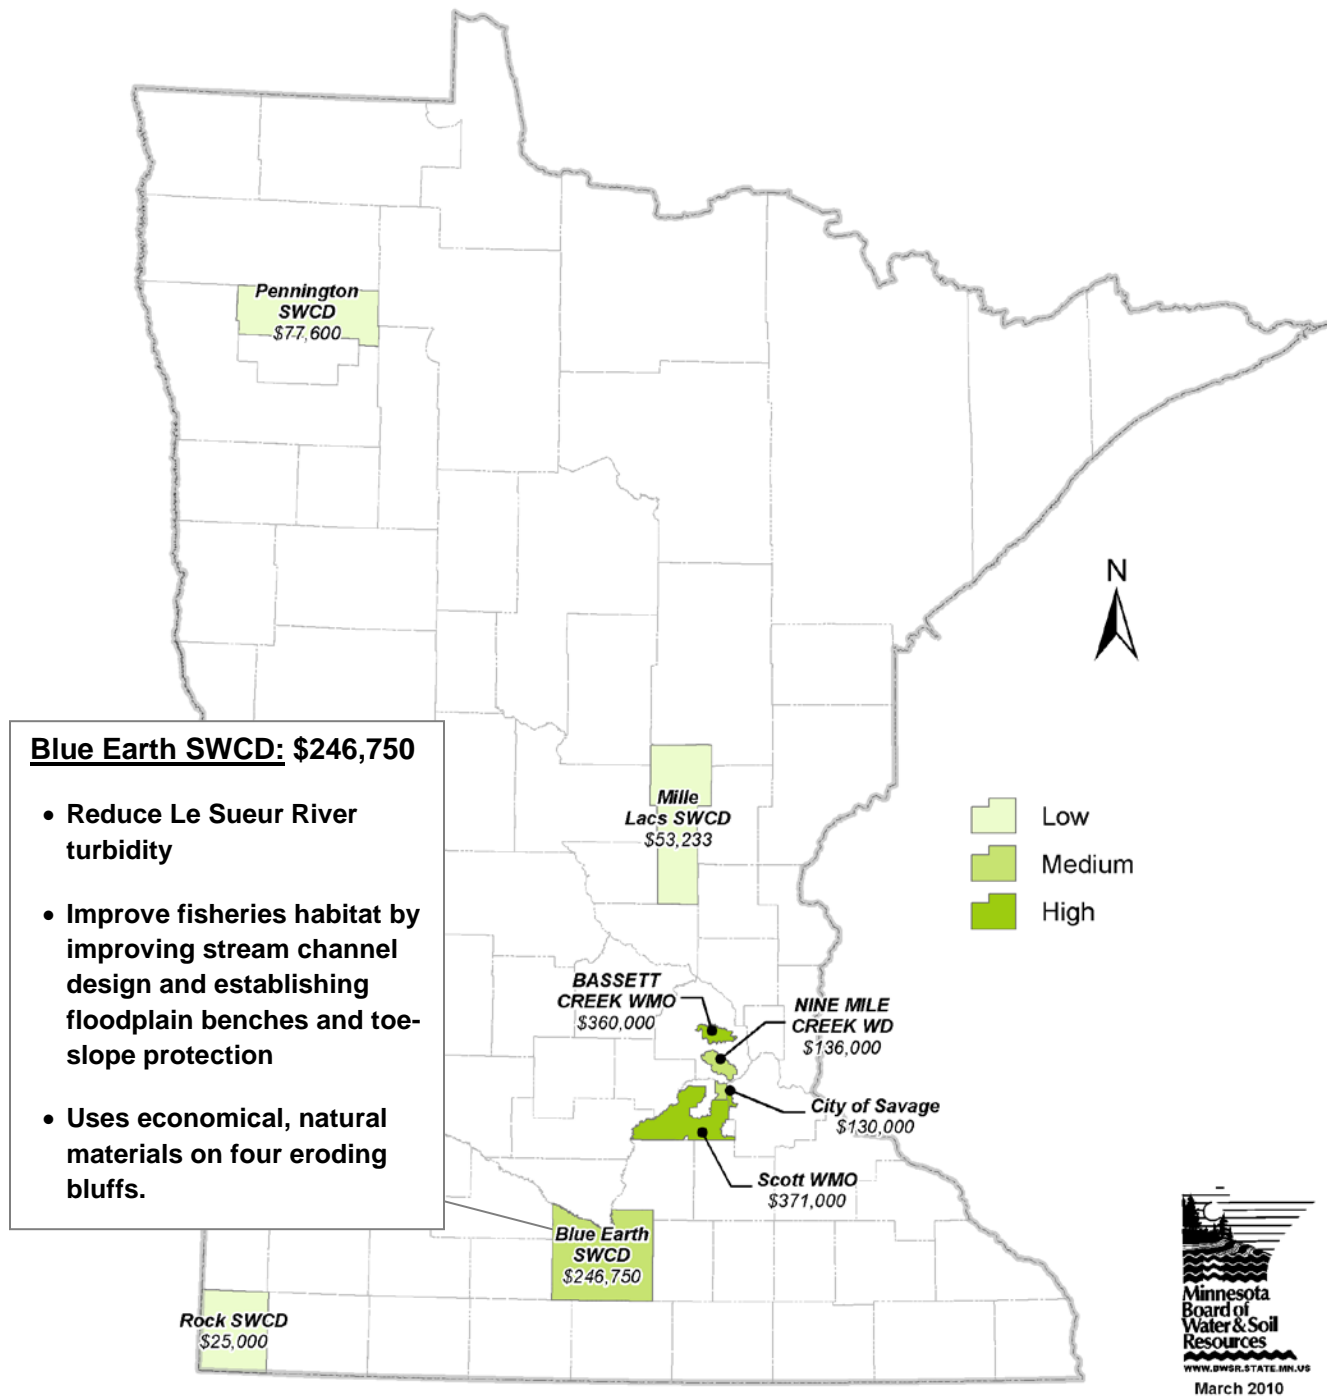 Pennington
SWCD
$77,600
N
Blue Earth SWCD: $246,750
• Reduce Le Sueur River
turbidity
• Improve fisheries habitat by
improving stream channel
design and establishing
floodplain benches and toe-
slope protection
• Uses economical, natural
materials on four eroding
bluffs.
Mille
Lacs SWCD
$53,233
Low
Medium
High
BASSETT
CREEK WMO
$360,000
NINE MILE
CREEK WD
$136,000
City of Savage
$130,000
Scott WMO
$371,000
Blue Earth
SWCD
$246,750
Rock SWCD
$25,000
Minnesota
Board of
Water & Soil
Resources
WWW.BWSR.STATE.MN.US
March 2010